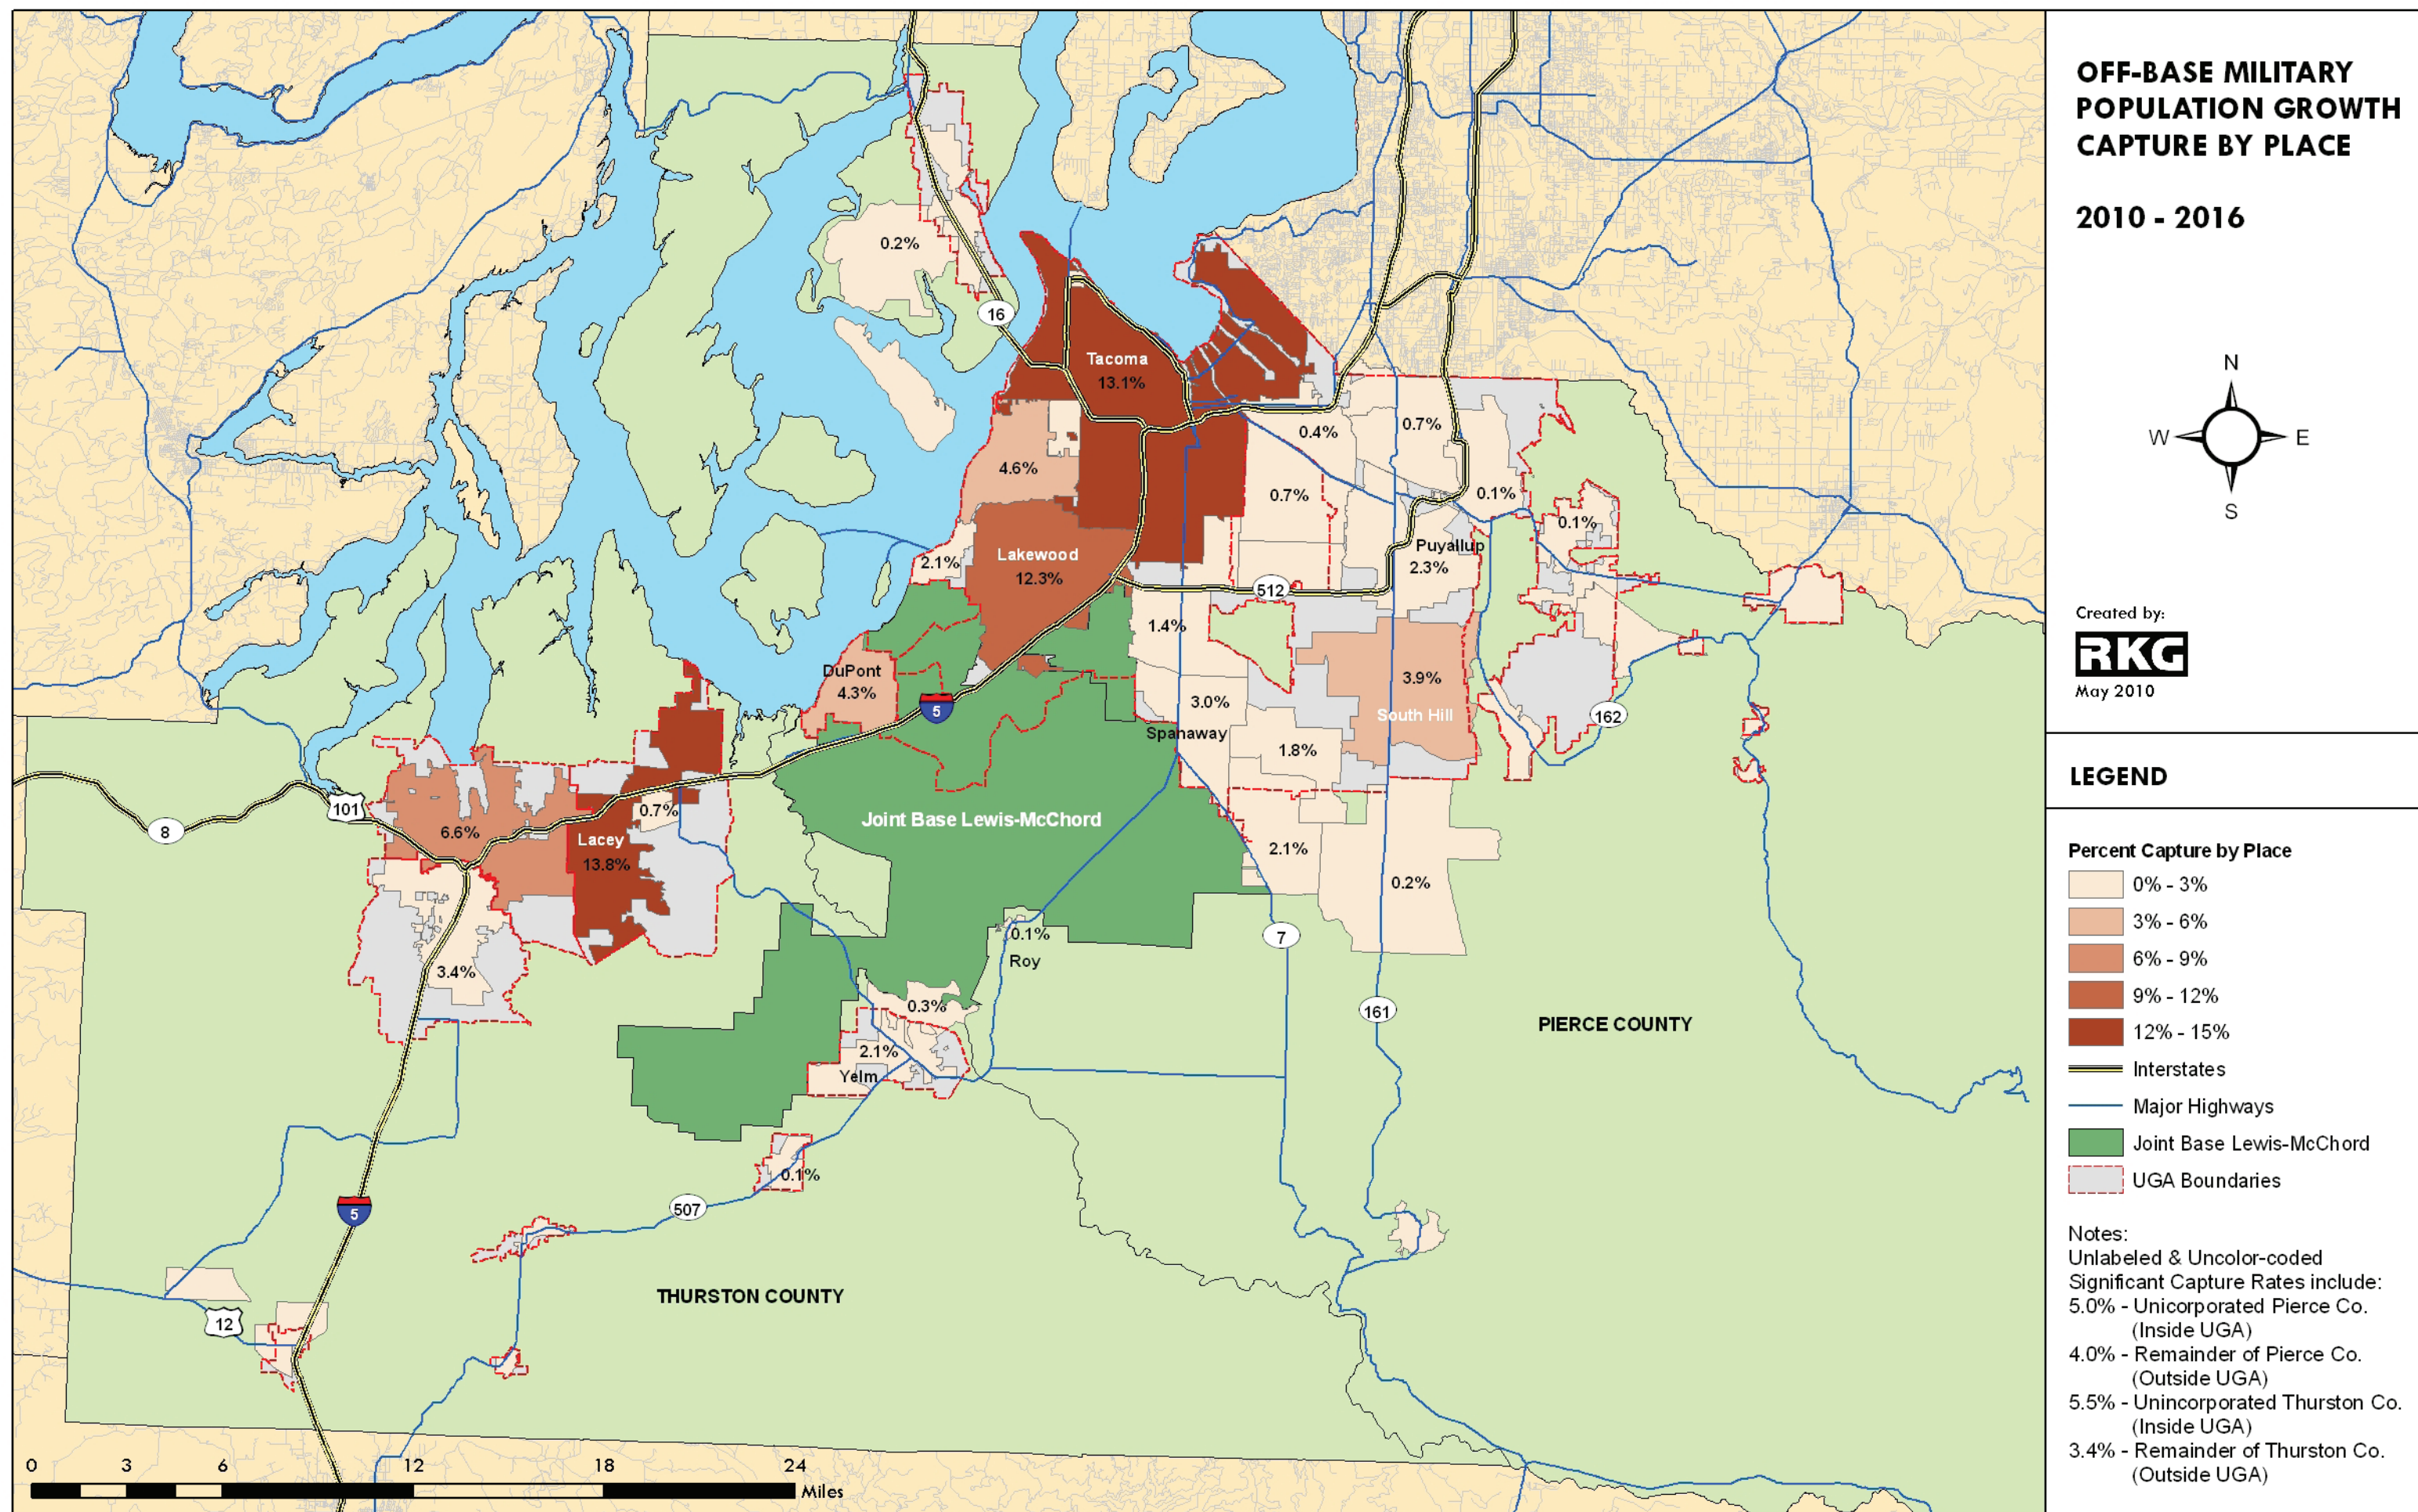 OFF-BASE MILITARY
POPULATION GROWTH
CAPTURE BY PLACE
2010 - 2016
N
W
E
S
Created by:
RKG
May 2010
LEGEND
Percent Capture by Place
0% - 3%
3% - 6%
6% - 9%
9% - 12%
12% - 15%
Interstates
Major Highways
Joint Base Lewis-McChord
UGA Boundaries
Notes:
Unlabeled & Uncolor-coded
Significant Capture Rates include:
5.0% - Unicorporated Pierce Co.
(Inside UGA)
4.0% - Remainder of Pierce Co.
(Outside UGA)
5.5% - Unincorporated Thurston Co.
(Inside UGA)
3.4% - Remainder of Thurston Co.
(Outside UGA)
0.2%
16
Tacoma
13.1%
0.4%
0.7%
4.6%
0.7%
0.1%
0.1%
Lakewood
12.3%
2.1%
Puyallup
2.3%
512
1.4%
DuPont
4.3%
5
3.0%
3.9%
South Hill
162
Spanaway
1.8%
101
8
6.6%
0.7%
Lacey
13.8%
Joint Base Lewis-McChord
2.1%
0.2%
7
0.1%
Roy
3.4%
0.3%
161
PIERCE COUNTY
2.1%
Yelm
0.1%
507
5
THURSTON COUNTY
12
0
3
6
12
18
24
Miles